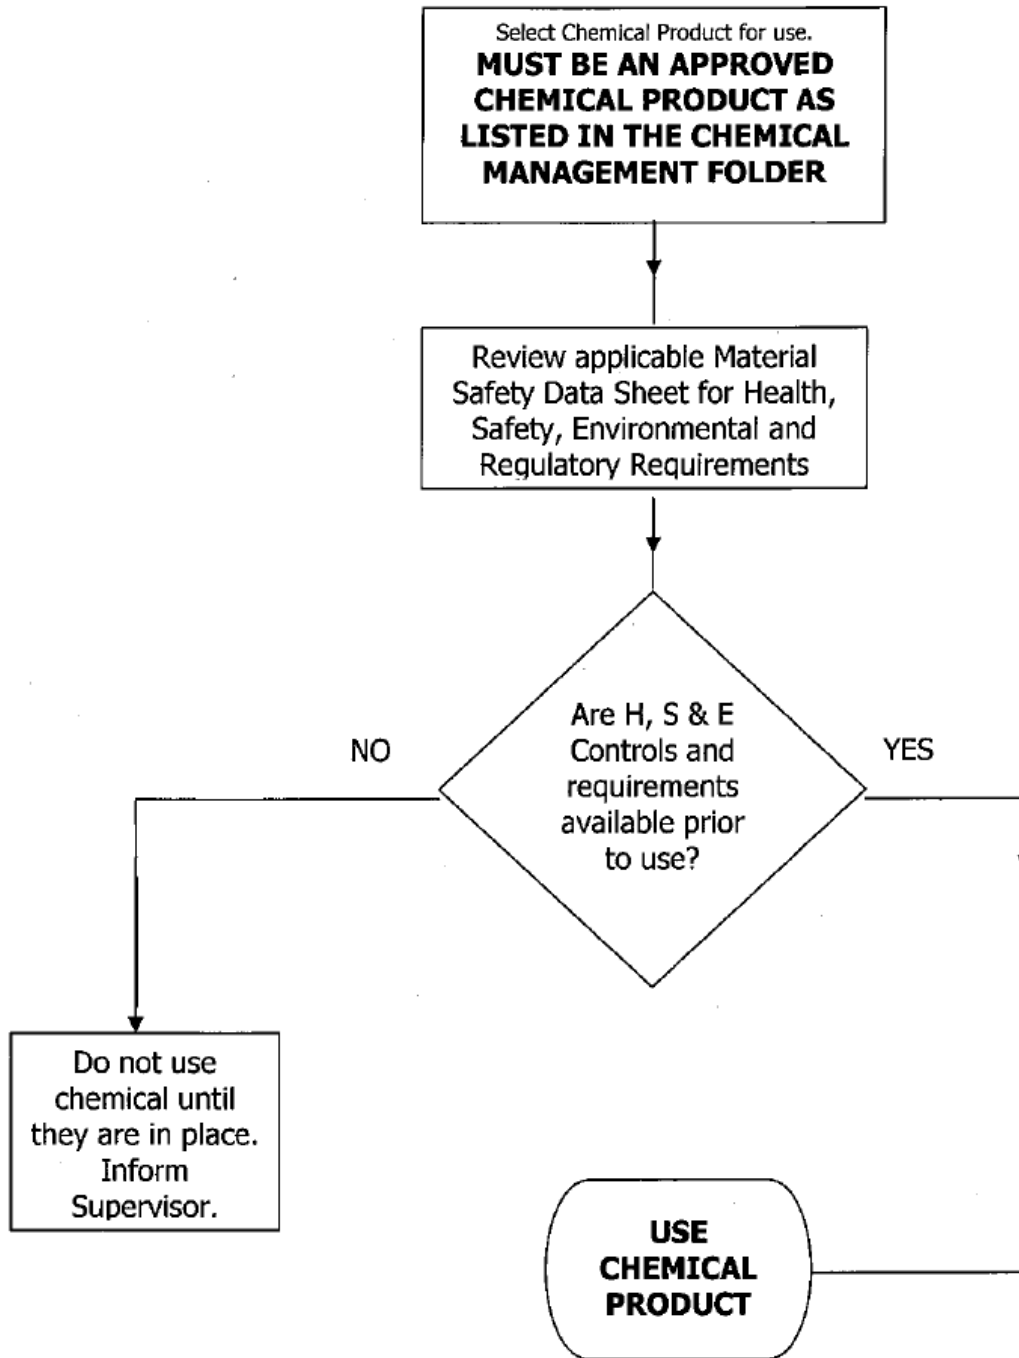 Select Chemical Product for use.
MUST BE AN APPROVED
CHEMICAL PRODUCT AS
LISTED IN THE CHEMICAL
MANAGEMENT FOLDER
Review applicable Material
Safety Data Sheet for Health,
Safety, Environmental and
Regulatory Requirements
Are H, S & E
Controls and
requirements
available prior
to use?
NO
YES
Do not use
chemical until
they are in place.
Inform
Supervisor.
USE
CHEMICAL
PRODUCT